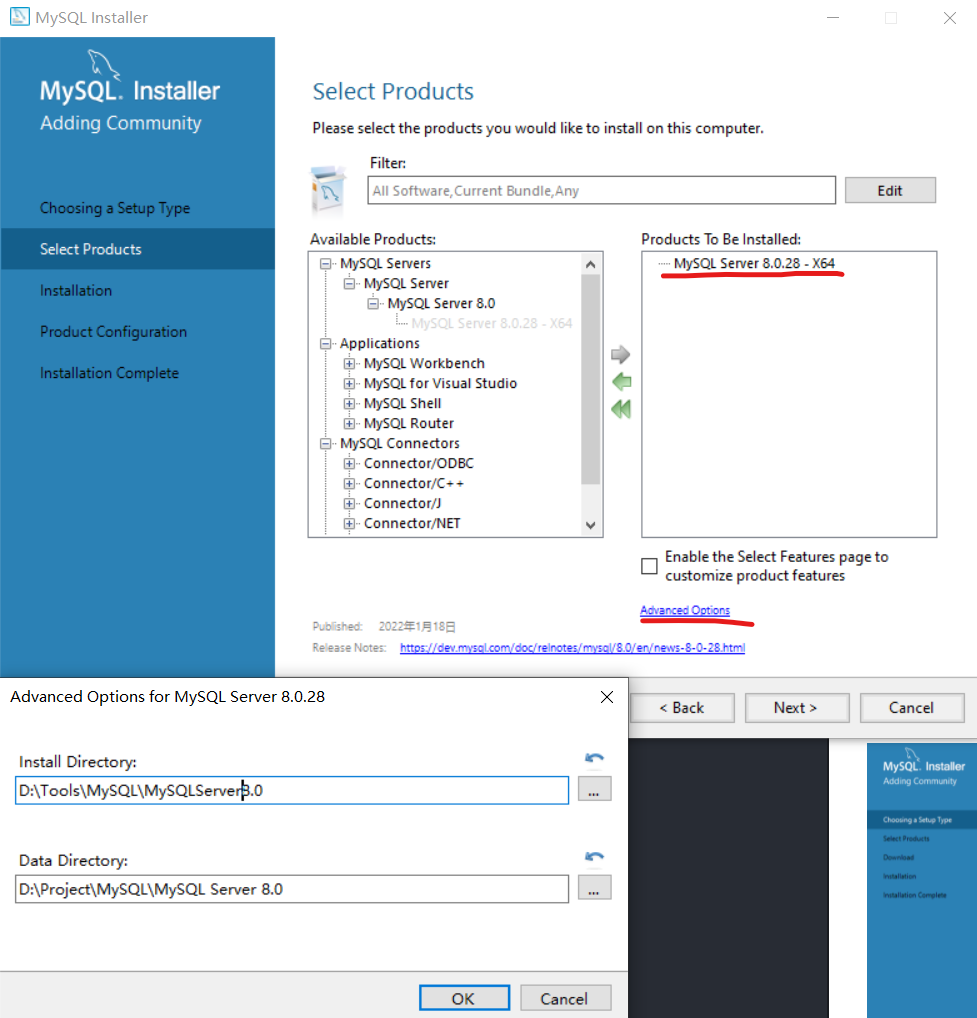 MySQL Installer
MySQL. Installer
Adding Community
Choosing a Setup Type
Select Products
Installation
Product Configuration
Installation Complete
Select Products
Please select the products you would like to install on this computer.
Filter:
All Software,Current Bundle,Any
Edit
Available Products:
MySQL Servers
MySQL Server
MySQL Server 8.0
MySQL Server 8.0.28 - X64
Applications
MySQL Workbench
MySQL for Visual Studio
MySQL Shell
MySQL Router
MySQL Connectors
Connector/ODBC
Connector/C++
Connector/J
Connector/NET
Products To Be Installed:
MySQL Server 8.0.28 - X64
Enable the Select Features page to
customize product features
Advanced Options
Published: 2022年1月18日
Release Notes: https://dev.mysql.com/doc/relnotes/mysql/8.0/en/news-8-0-28.html
< Back
Next >
Cancel
Advanced Options for MySQL Server 8.0.28
Install Directory:
D:\Tools\MySQL\MySQLServer8.0
...
Data Directory:
D:\Project\MySQL\MySQL Server 8.0
...
OK
Cancel
MySQL. Installer
Adding Community
Choosing a Setup Type
Select Products
Download
Installation
Installation Complete